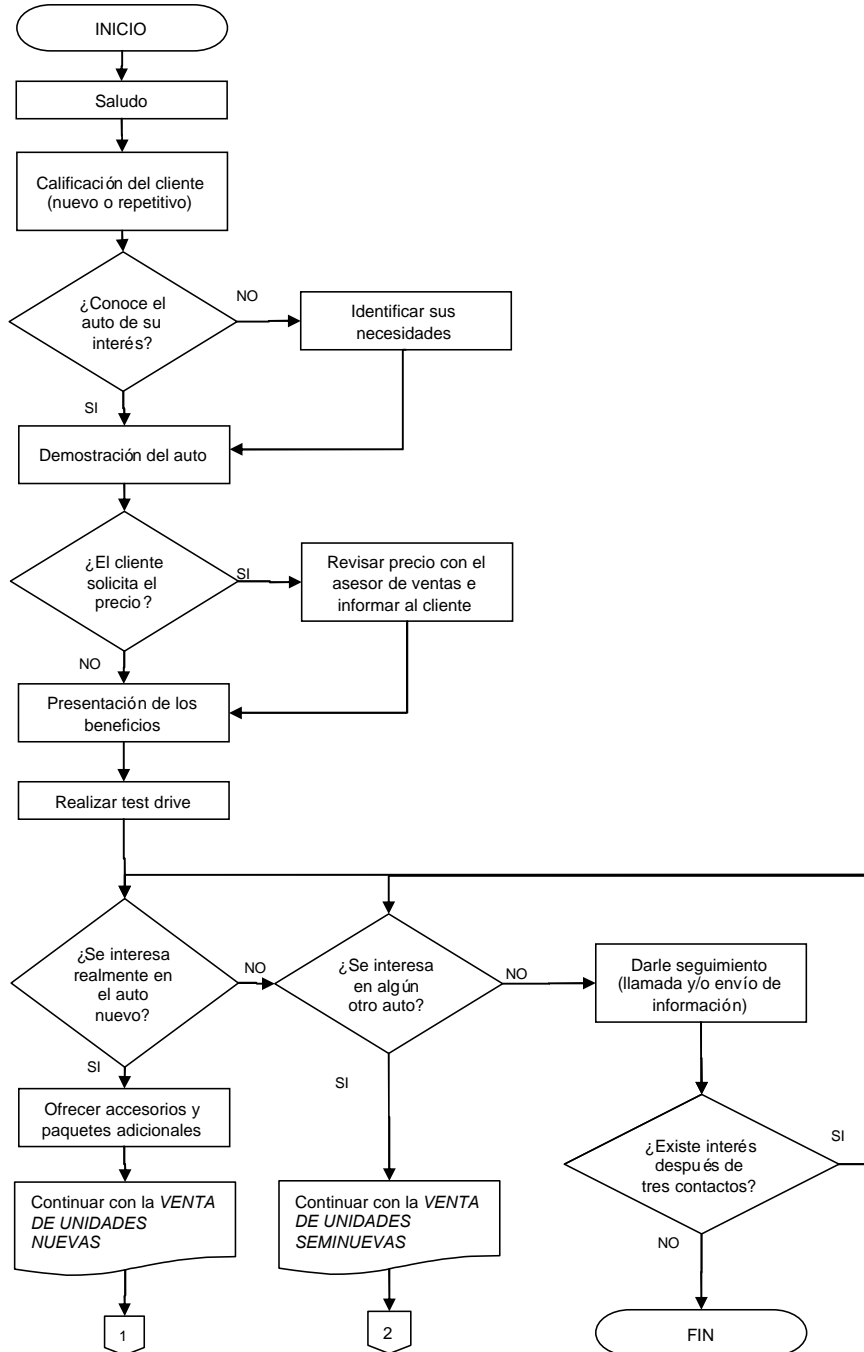 INICIO
Saludo
Calificación del cliente
(nuevo o repetitivo)
¿Conoce el
auto de su
interés?
NO
Identificar sus
necesidades
SI
Demostración del auto
¿El cliente
solicita el
precio?
SI
Revisar precio con el
asesor de ventas e
informar al cliente
NO
Presentación de los
beneficios
Realizar test drive
¿Se interesa
realmente en
el auto
nuevo?
NO
¿Se interesa
en algún
otro auto?
NO
Darle seguimiento
(llamada y/o envío de
información)
SI
Ofrecer accesorios y
paquetes adicionales
SI
¿Existe interés
después de
tres contactos?
SI
Continuar con la VENTA
DE UNIDADES
NUEVAS
Continuar con la VENTA
DE UNIDADES
SEMINUEVAS
NO
1
2
FIN